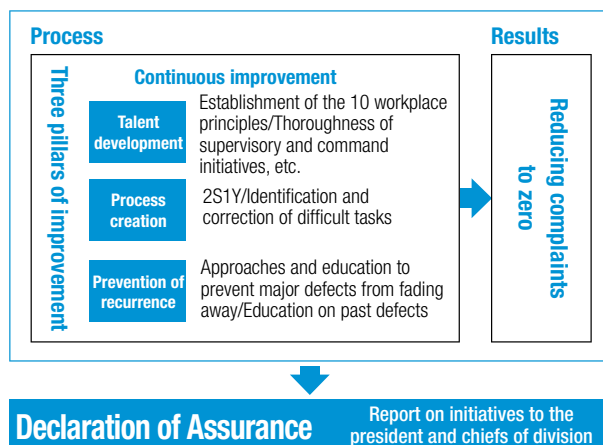 Process
Three pillars of improvement
Continuous improvement
Talent
development
Establishment of the 10 workplace
principles/Thoroughness of
supervisory and command
initiatives, etc.
Process
creation
2S1Y/Identification and
correction of difficult tasks
Prevention of
recurrence
Approaches and education to
prevent major defects from fading
away/Education on past defects
Results
Reducing complaints
to zero
Declaration of Assurance
Report on initiatives to the
president and chiefs of division